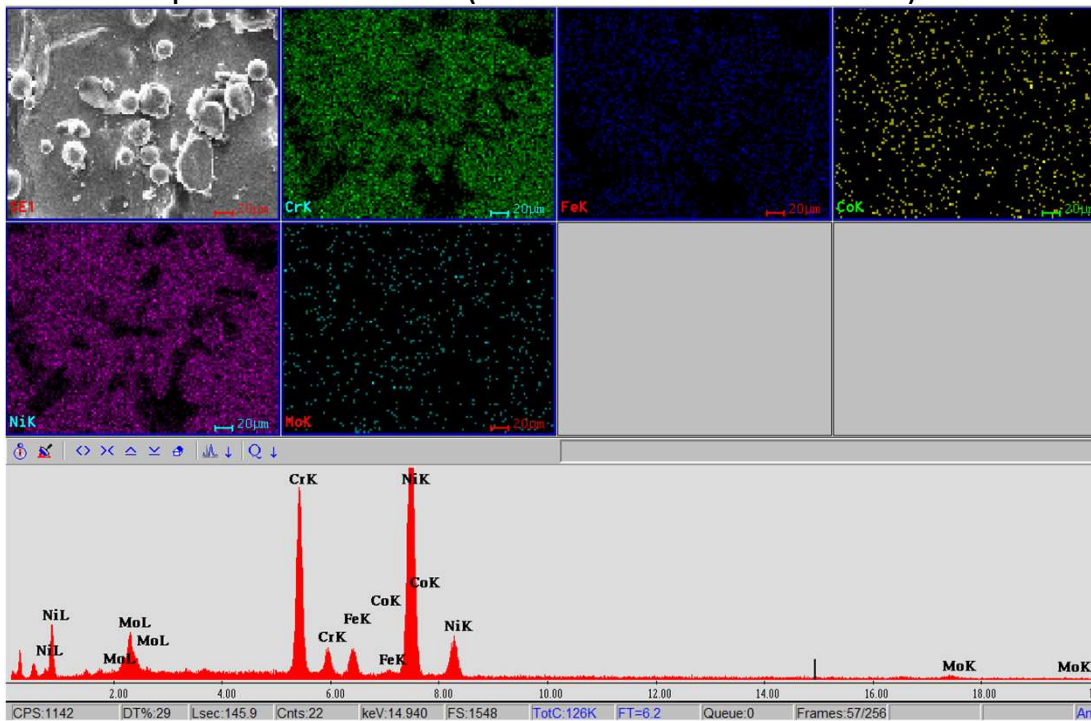 SE1 20µm CrK 20µm FeK 20µm CoK 20µm
NiK 20µm MoK 20µm
CrK NiK
CoK
NiL MoL CoK
MoL FeK NiK
NiL MoL CrK FeK MoK MoK
2.00 4.00 6.00 8.00 10.00 12.00 14.00 16.00 18.00
CPS:1142 DT%:29 Lsec:145.9 Cnts:22 keV:14.940 FS:1548 TotC:126K FT=6.2 Queue:0 Frames:57/256